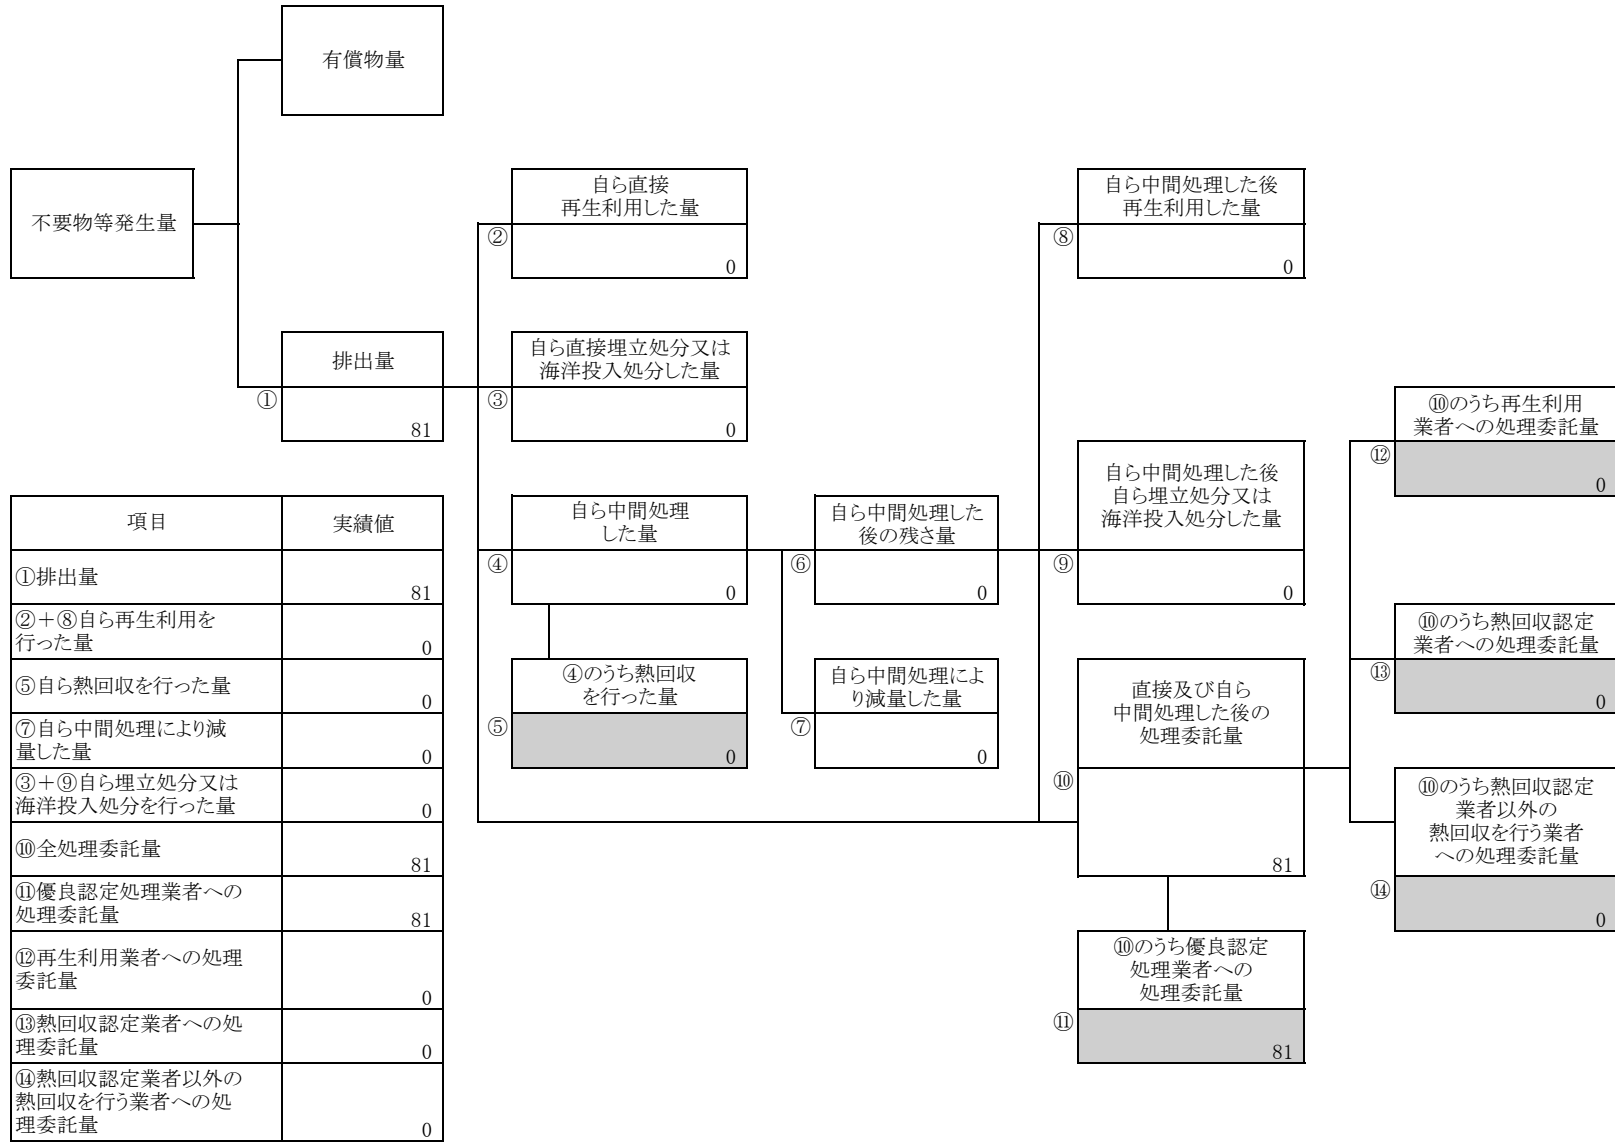 有償物量
不要物等発生量
自ら直接
再生利用した量
②
0
自ら中間処理した後
再生利用した量
⑧
0
排出量
①
81
自ら直接埋立処分又は
海洋投入処分した量
③
0
⑩のうち再生利用
業者への処理委託量
⑫
0
自ら中間処理
した量
④
0
自ら中間処理した
後の残さ量
⑥
0
自ら中間処理した後
自ら埋立処分又は
海洋投入処分した量
⑨
0
⑩のうち熱回収認定
業者への処理委託量
⑬
0
④のうち熱回収
を行った量
⑤
0
自ら中間処理によ
り減量した量
⑦
0
直接及び自ら
中間処理した後の
処理委託量
⑩
81
⑩のうち熱回収認定
業者以外の
熱回収を行う業者
への処理委託量
⑭
0
⑩のうち優良認定
処理業者への
処理委託量
⑪
81
項目
実績値
①排出量
81
②＋⑧自ら再生利用を
行った量
0
⑤自ら熱回収を行った量
0
⑦自ら中間処理により減
量した量
0
③＋⑨自ら埋立処分又は
海洋投入処分を行った量
0
⑩全処理委託量
81
⑪優良認定処理業者への
処理委託量
81
⑫再生利用業者への処理
委託量
0
⑬熱回収認定業者への処
理委託量
0
⑭熱回収認定業者以外の
熱回収を行う業者への処
理委託量
0